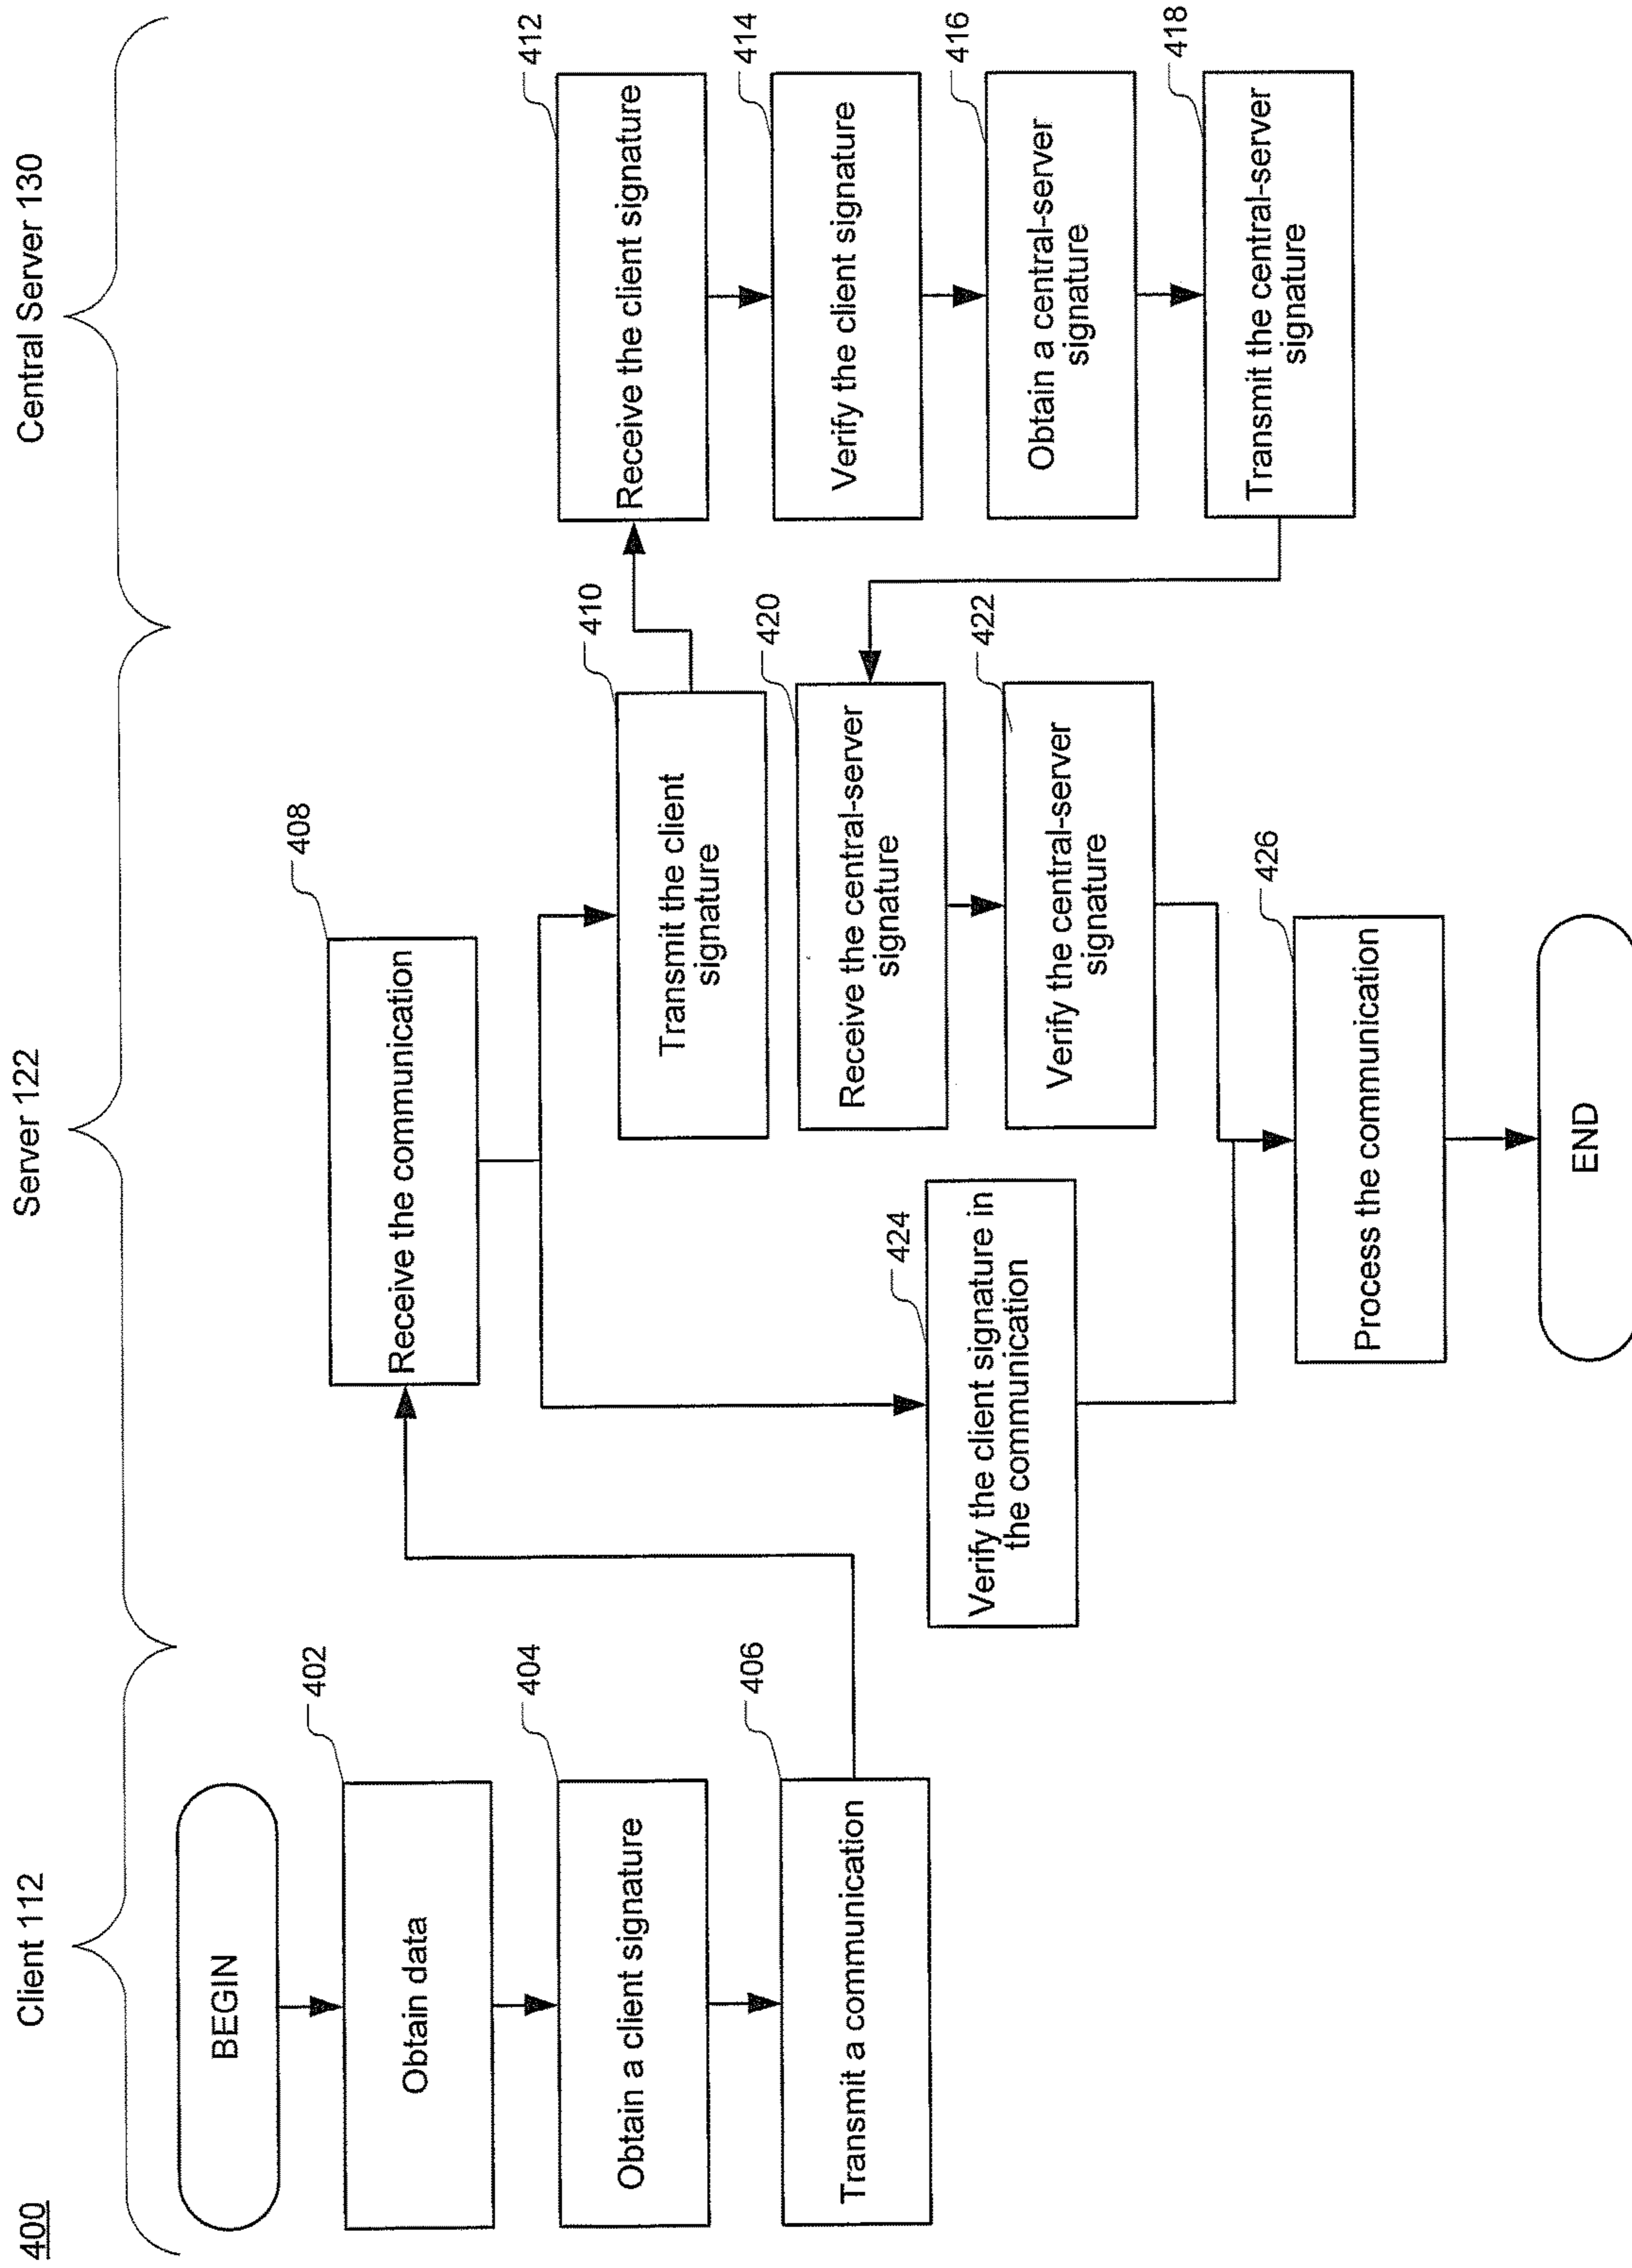 400
Client 112
Server 122
Central Server 130
BEGIN
402
Obtain data
404
Obtain a client signature
406
Transmit a communication
408
Receive the communication
410
Transmit the client
signature
412
Receive the client signature
414
Verify the client signature
416
Obtain a central-server
signature
418
Transmit the central-server
signature
420
Receive the central-server
signature
422
Verify the central-server
signature
424
Verify the client signature in
the communication
426
Process the communication
END